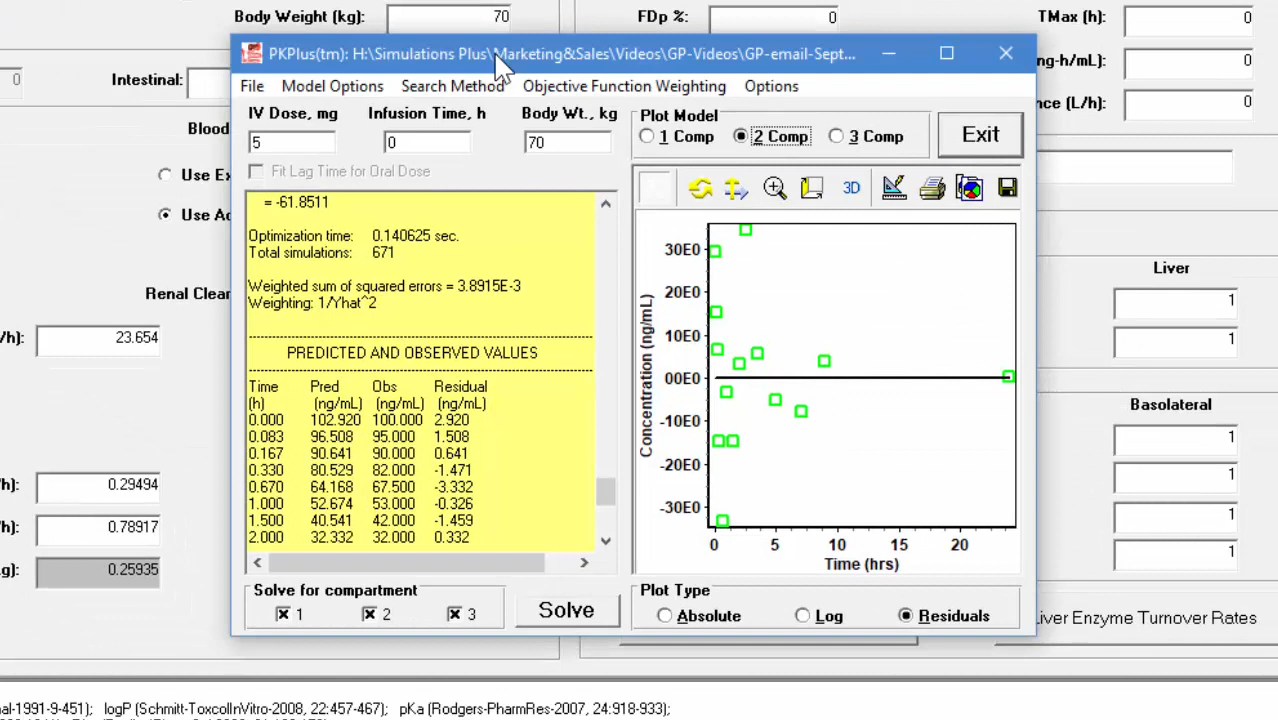 Body Weight (kg): 70 FDp %: 0 TMax (h): 0
PKPlus(tm): H:\Simulations Plus\Marketing&Sales\Videos\GP-Videos\GP-email-Sept...
0 Intestinal: ng-h/mL): 0
File Model Options Search Method Objective Function Weighting Options
nce (L/h): 0
IV Dose, mg Infusion Time, h Body Wt., kg
5 0 70
Plot Model
1 Comp 2 Comp 3 Comp
Exit
Blood
Fit Lag Time for Oral Dose
Use Ex
3D
Use Ad
= -61.8511
Optimization time: 0.140625 sec.
Total simulations: 671
Weighted sum of squared errors = 3.8915E-3
Weighting: 1/Yhat^2
PREDICTED AND OBSERVED VALUES
Time Pred Obs Residual
(h) (ng/mL) (ng/mL) (ng/mL)
0.000 102.920 100.000 2.920
0.083 96.508 95.000 1.508
0.167 90.641 90.000 0.641
0.330 80.529 82.000 -1.471
0.670 64.168 67.500 -3.332
1.000 52.674 53.000 -0.326
1.500 40.541 42.000 -1.459
2.000 32.332 32.000 0.332
30E0
20E0
10E0
00E0
-10E0
-20E0
-30E0
Concentration (ng/mL)
0 5 10 15 20
Time (hrs)
Solve for compartment
1 2 3
Solve
Plot Type
Absolute Log Residuals
Renal Clear
/h): 23.654
/h): 0.29494
/h): 0.78917
g): 0.25935
Liver
1
1
Basolateral
1
1
1
1
iver Enzyme Turnover Rates
nal-1991-9-451); logP (Schmitt-ToxcolInVitro-2008, 22:457-467); pKa (Rodgers-PharmRes-2007, 24:918-933);